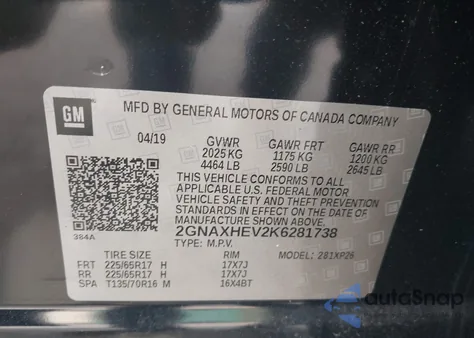 GM
MFD BY GENERAL MOTORS OF CANADA COMPANY
04/19 GVWR GAWR FRT GAWR RR
2025 KG 1175 KG 1200 KG
4464 LB 2590 LB 2645 LB
THIS VEHICLE CONFORMS TO ALL
APPLICABLE U.S. FEDERAL MOTOR
VEHICLE SAFETY AND THEFT PREVENTION
STANDARDS IN EFFECT ON THE DATE OF
MANUFACTURE SHOWN ABOVE.
384A
2GNAXHEV2K6281738
TYPE: M.P.V. MODEL: 281XP26
TIRE SIZE RIM
FRT 225/65R17 H 17X7J
RR 225/65R17 H 17X7J
SPA T135/70R16 M 16X4BT
autoSnap